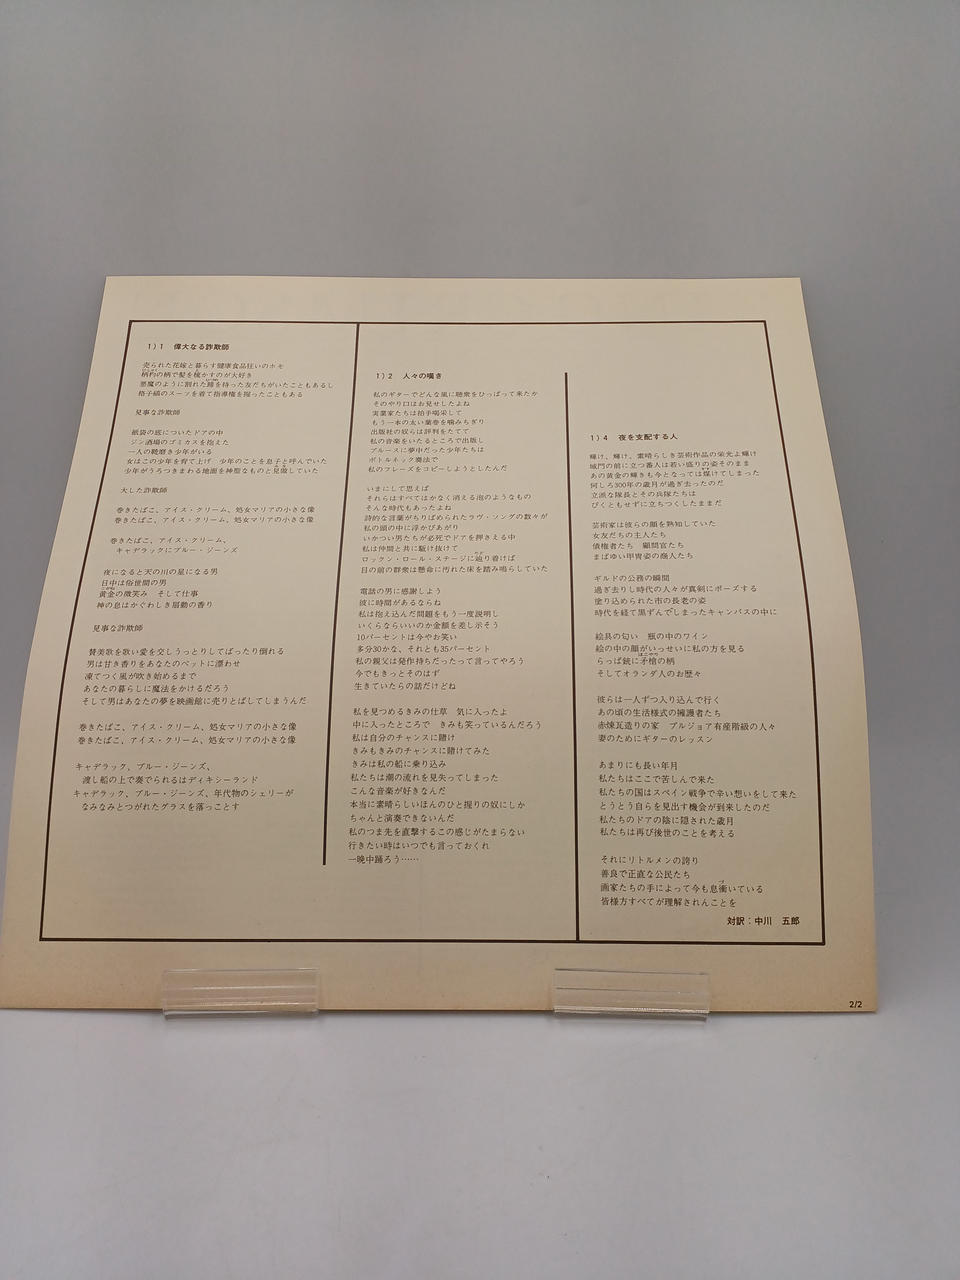 1)1 偉大なる詐欺師
売られた花嫁と暮らす健康食品狂いのホモ
柄杓の柄で髪を梳かすのが大好き
悪魔のように割れた蹄を持った友だちがいたこともあるし
格子縞のスーツを着て指導権を握ったこともある
見事な詐欺師
紙袋の底についたドアの中
ジン酒場のゴミカスを抱えた
一人の靴磨き少年がいる
女はこの少年を育て上げ 少年のことを息子と呼んでいた
少年がうろつきまわる地面を神聖なものと見做していた
大した詐欺師
巻きたばこ、アイス・クリーム、処女マリアの小さな像
巻きたばこ、アイス・クリーム、処女マリアの小さな像
巻きたばこ、アイス・クリーム、
キャデラックにブルー・ジーンズ
夜になると天の川の星になる男
日中は俗世間の男
黄金の微笑み そして仕事
神の息はかぐわしき扇動の香り
見事な詐欺師
賛美歌を歌い愛を交しうっとりしてばったり倒れる
男は甘き香りをあなたのベットに漂わせ
凍てつく風が吹き始めるまで
あなたの暮らしに魔法をかけるだろう
そして男はあなたの夢を映画館に売りとばしてしまうんだ
巻きたばこ、アイス・クリーム、処女マリアの小さな像
巻きたばこ、アイス・クリーム、処女マリアの小さな像
キャデラック、ブルー・ジーンズ、
渡し船の上で奏でられるはディキシーランド
キャデラック、ブルー・ジーンズ、年代物のシェリーが
なみなみとつがれたグラスを落っことす
1)2 人々の嘆き
私のギターでどんな風に聴衆をひっぱって来たか
そのやり口はお見せしたよね
実業家たちは拍手喝采して
もう一本の太い葉巻を噛みちぎり
出版社の奴らは評判をたてて
私の音楽をいたるところで出版し
ブルースに夢中だった少年たちは
ボトルネック奏法で
私のフレーズをコピーしようとしたんだ
いまにして思えば
それらはすべてはかなく消える泡のようなもの
そんな時代もあったよね
詩的な言葉がちりばめられたラヴ・ソングの数々が
私の頭の中に浮かびあがり
いかつい男たちが必死でドアを押さえる中
私は仲間と共に駆け抜けて
ロックン・ロール・ステージに辿り着けば
目の前の群衆は懸命に汚れた床を踏み鳴らしていた
電話の男に感謝しよう
彼に時間があるならね
私は抱え込んだ問題をもう一度説明し
いくらならいいのか金額を差し示そう
10パーセントは今やお笑い
多分30かな、それとも35パーセント
私の親父は発作持ちだったって言ってやろう
今でもきっとそのはず
生きていたらの話だけどね
私を見つめるきみの仕草 気に入ったよ
中に入ったところで きみも笑っているんだろう
私は自分のチャンスに賭け
きみもきみのチャンスに賭けてみた
きみは私の船に乗り込み
私たちは潮の流れを見失ってしまった
こんな音楽が好きなんだ
本当に素晴らしいほんのひと握りの奴にしか
ちゃんと演奏できないんだ
私のつま先を直撃するこの感じがたまらない
行きたい時はいつでも言っておくれ
一晩中踊ろう……
1)4 夜を支配する人
輝け、輝け、素晴らしき芸術作品の栄光よ輝け
城門の前に立つ番人は若い盛りの姿そのまま
あの黄金の輝きも今となっては煤けてしまった
何しろ300年の歳月が過ぎ去ったのだ
立派な隊長とその兵隊たちは
ぴくともせずに立ちつくしたままだ
芸術家は彼らの顔を熟知していた
女友だちの主人たち
債権者たち 顧問官たち
まばゆい甲冑姿の商人たち
ギルドの公務の瞬間
過ぎ去りし時代の人々が真剣にポーズする
塗り込められた市の長老の姿
時代を経て黒ずんでしまったキャンバスの中に
絵具の匂い 瓶の中のワイン
絵の中の顔がいっせいに私の方を見る
らっぱ銃に矛槍の柄
そしてオランダ人のお歴々
彼らは一人ずつ入り込んで行く
あの頃の生活様式の擁護者たち
赤煉瓦造りの家 ブルジョア有産階級の人々
妻のためにギターのレッスン
あまりにも長い年月
私たちはここで苦しんで来た
私たちの国はスペイン戦争で辛い想いをして来た
とうとう自らを見出す機会が到来したのだ
私たちのドアの陰に隠された歳月
私たちは再び後世のことを考える
それにリトルメンの誇り
善良で正直な公民たち
画家たちの手によって今も息衝いている
皆様方すべてが理解されんことを
対訳：中川 五郎
2/2